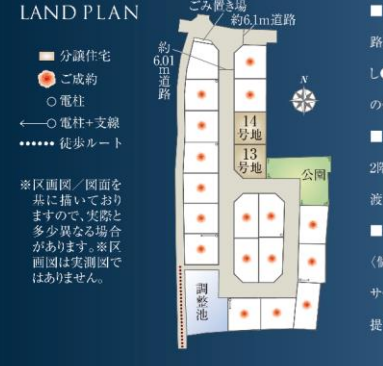 LAND PLAN
分譲住宅
ご成約
電柱
電柱+支線
徒歩ルート
※区画図／図面を
基に描いており
ますので、実際と
多少異なる場合
があります。※区
画図は実測図で
はありません。
ごみ置き場
約6.1m道路
約
6.01
m
道
路
N
14
号地
13
号地
公園
調
整
池
■
路
し
の
■
2階
渡
■
サ
提